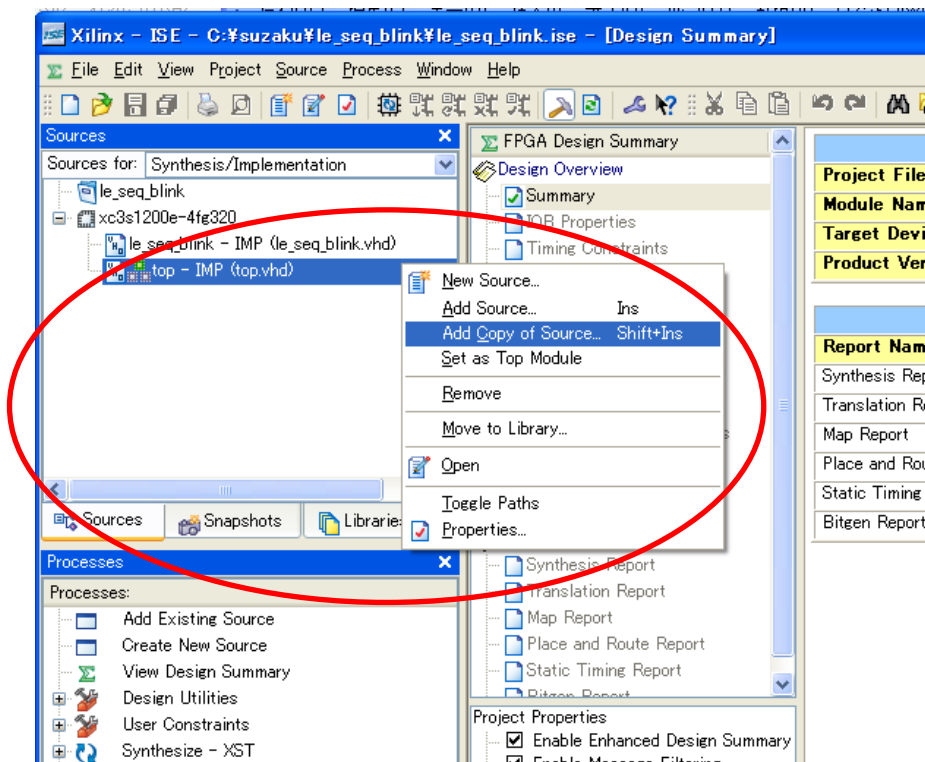 Xilinx - ISE - C:¥suzaku¥le_seq_blink¥le_seq_blink.ise - [Design Summary]
File Edit View Project Source Process Window Help
Sources
Sources for: Synthesis/Implementation
le_seq_blink
xc3s1200e-4fg320
le_seq_blink - IMP (le_seq_blink.vhd)
top - IMP (top.vhd)
New Source...
Add Source... Ins
Add Copy of Source... Shift+Ins
Set as Top Module
Remove
Move to Library...
Open
Toggle Paths
Properties...
Sources Snapshots Librarie
Processes
Processes:
Add Existing Source
Create New Source
View Design Summary
Design Utilities
User Constraints
Synthesize - XST
FPGA Design Summary
Design Overview
Summary
IOB Properties
Timing Constraints
Synthesis Report
Translation Report
Map Report
Place and Route Report
Static Timing Report
Bitgen Report
Project Properties
Enable Enhanced Design Summary
Enable Message Filtering
Project File
Module Nam
Target Devi
Product Ver
Report Nam
Synthesis Rep
Translation R
Map Report
Place and Rou
Static Timing
Bitgen Report